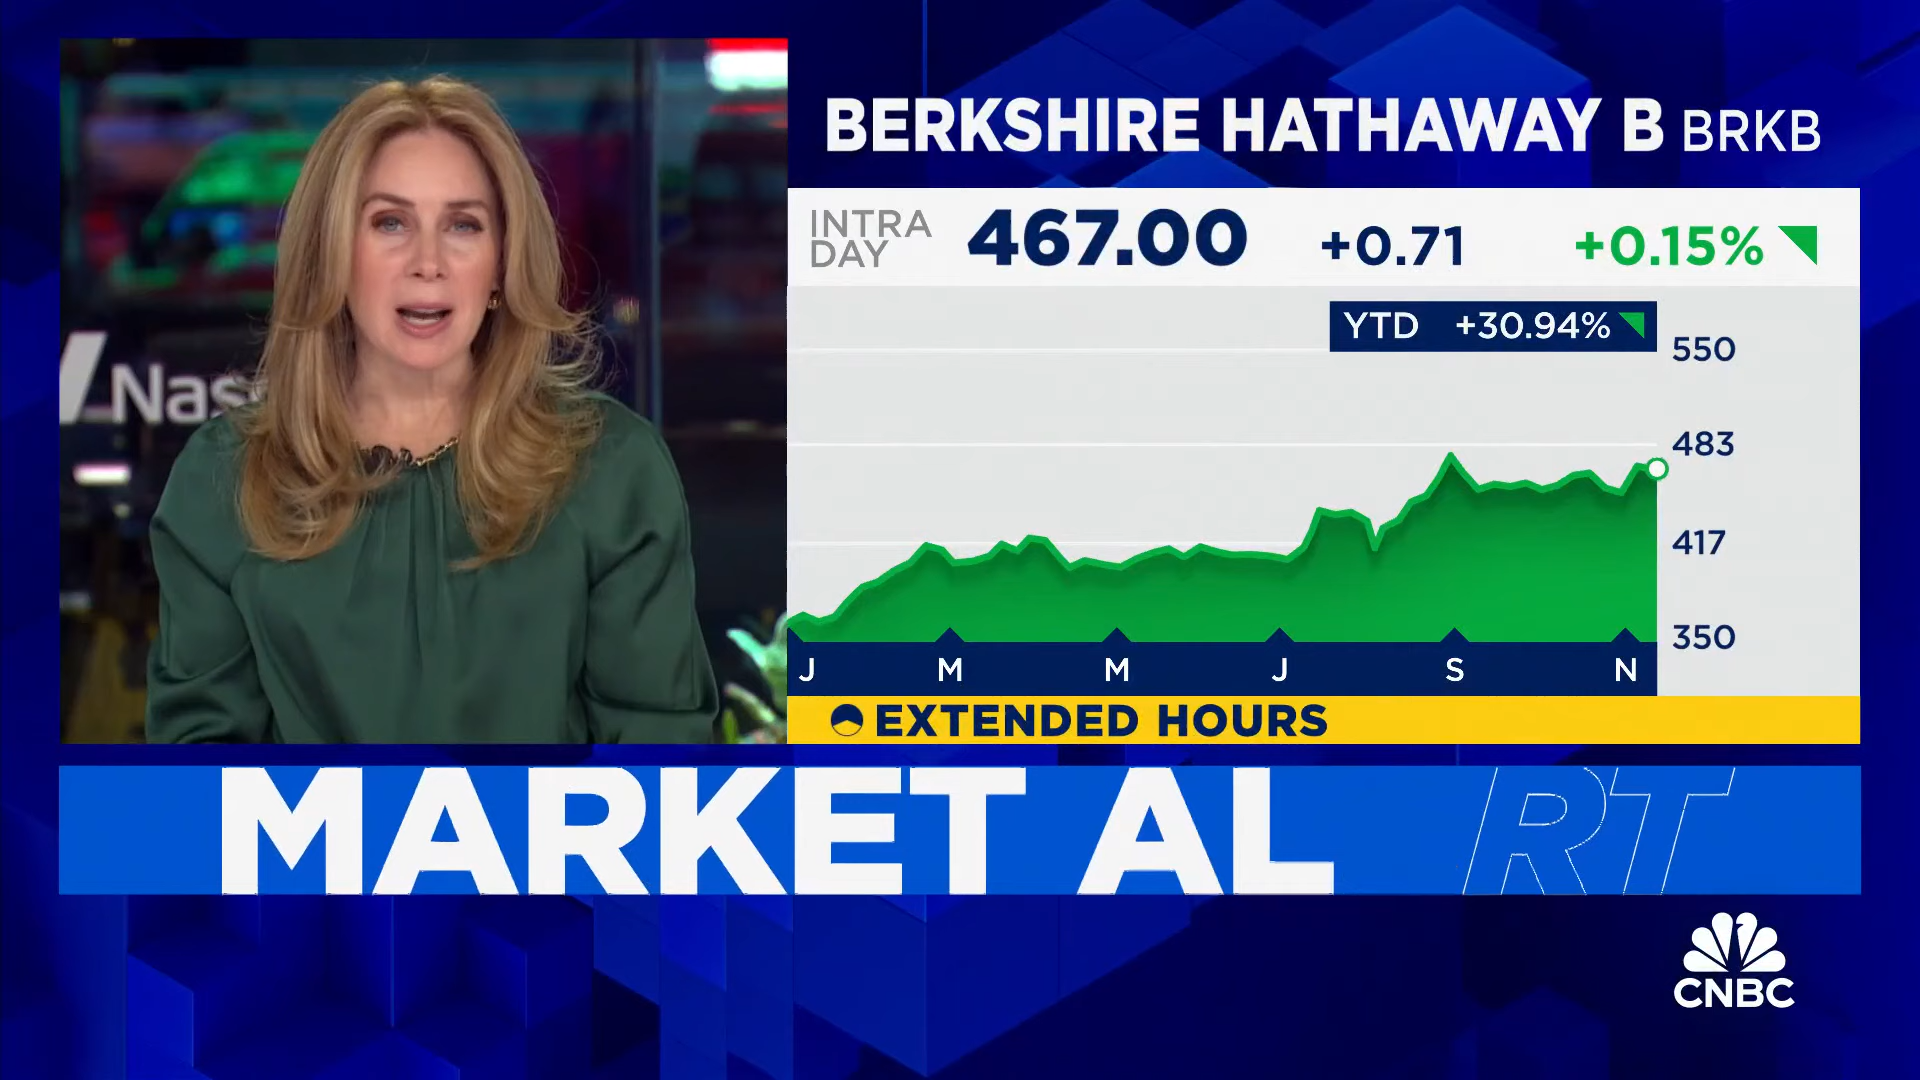 Nas
BERKSHIRE HATHAWAY B BRKB
INTRA DAY 467.00 +0.71 +0.15%
YTD +30.94%
550
483
417
350
J M M J S N
EXTENDED HOURS
MARKET AL RT
CNBC